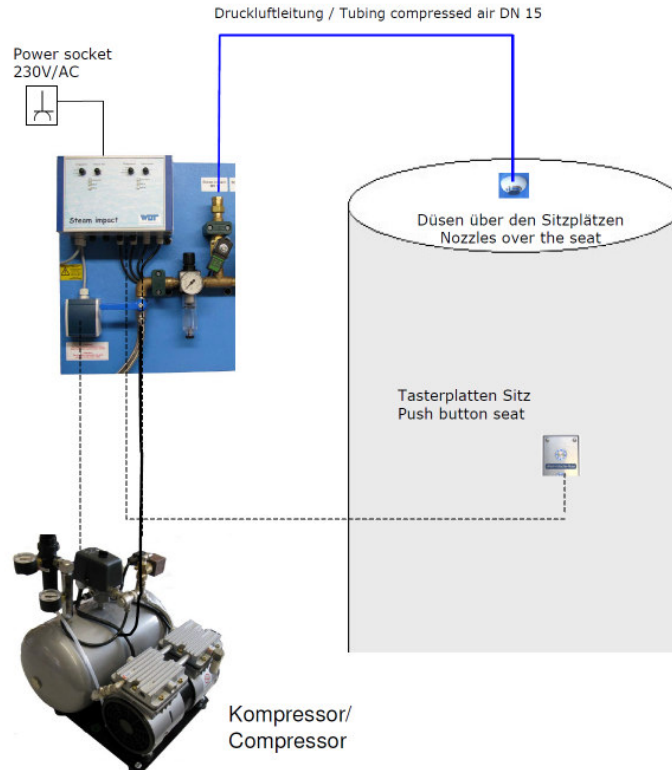 Druckluftleitung / Tubing compressed air DN 15
Power socket
230V/AC
Steam impact
Düsen über den Sitzplätzen
Nozzles over the seat
Tasterplatten Sitz
Push button seat
Kompressor/
Compressor